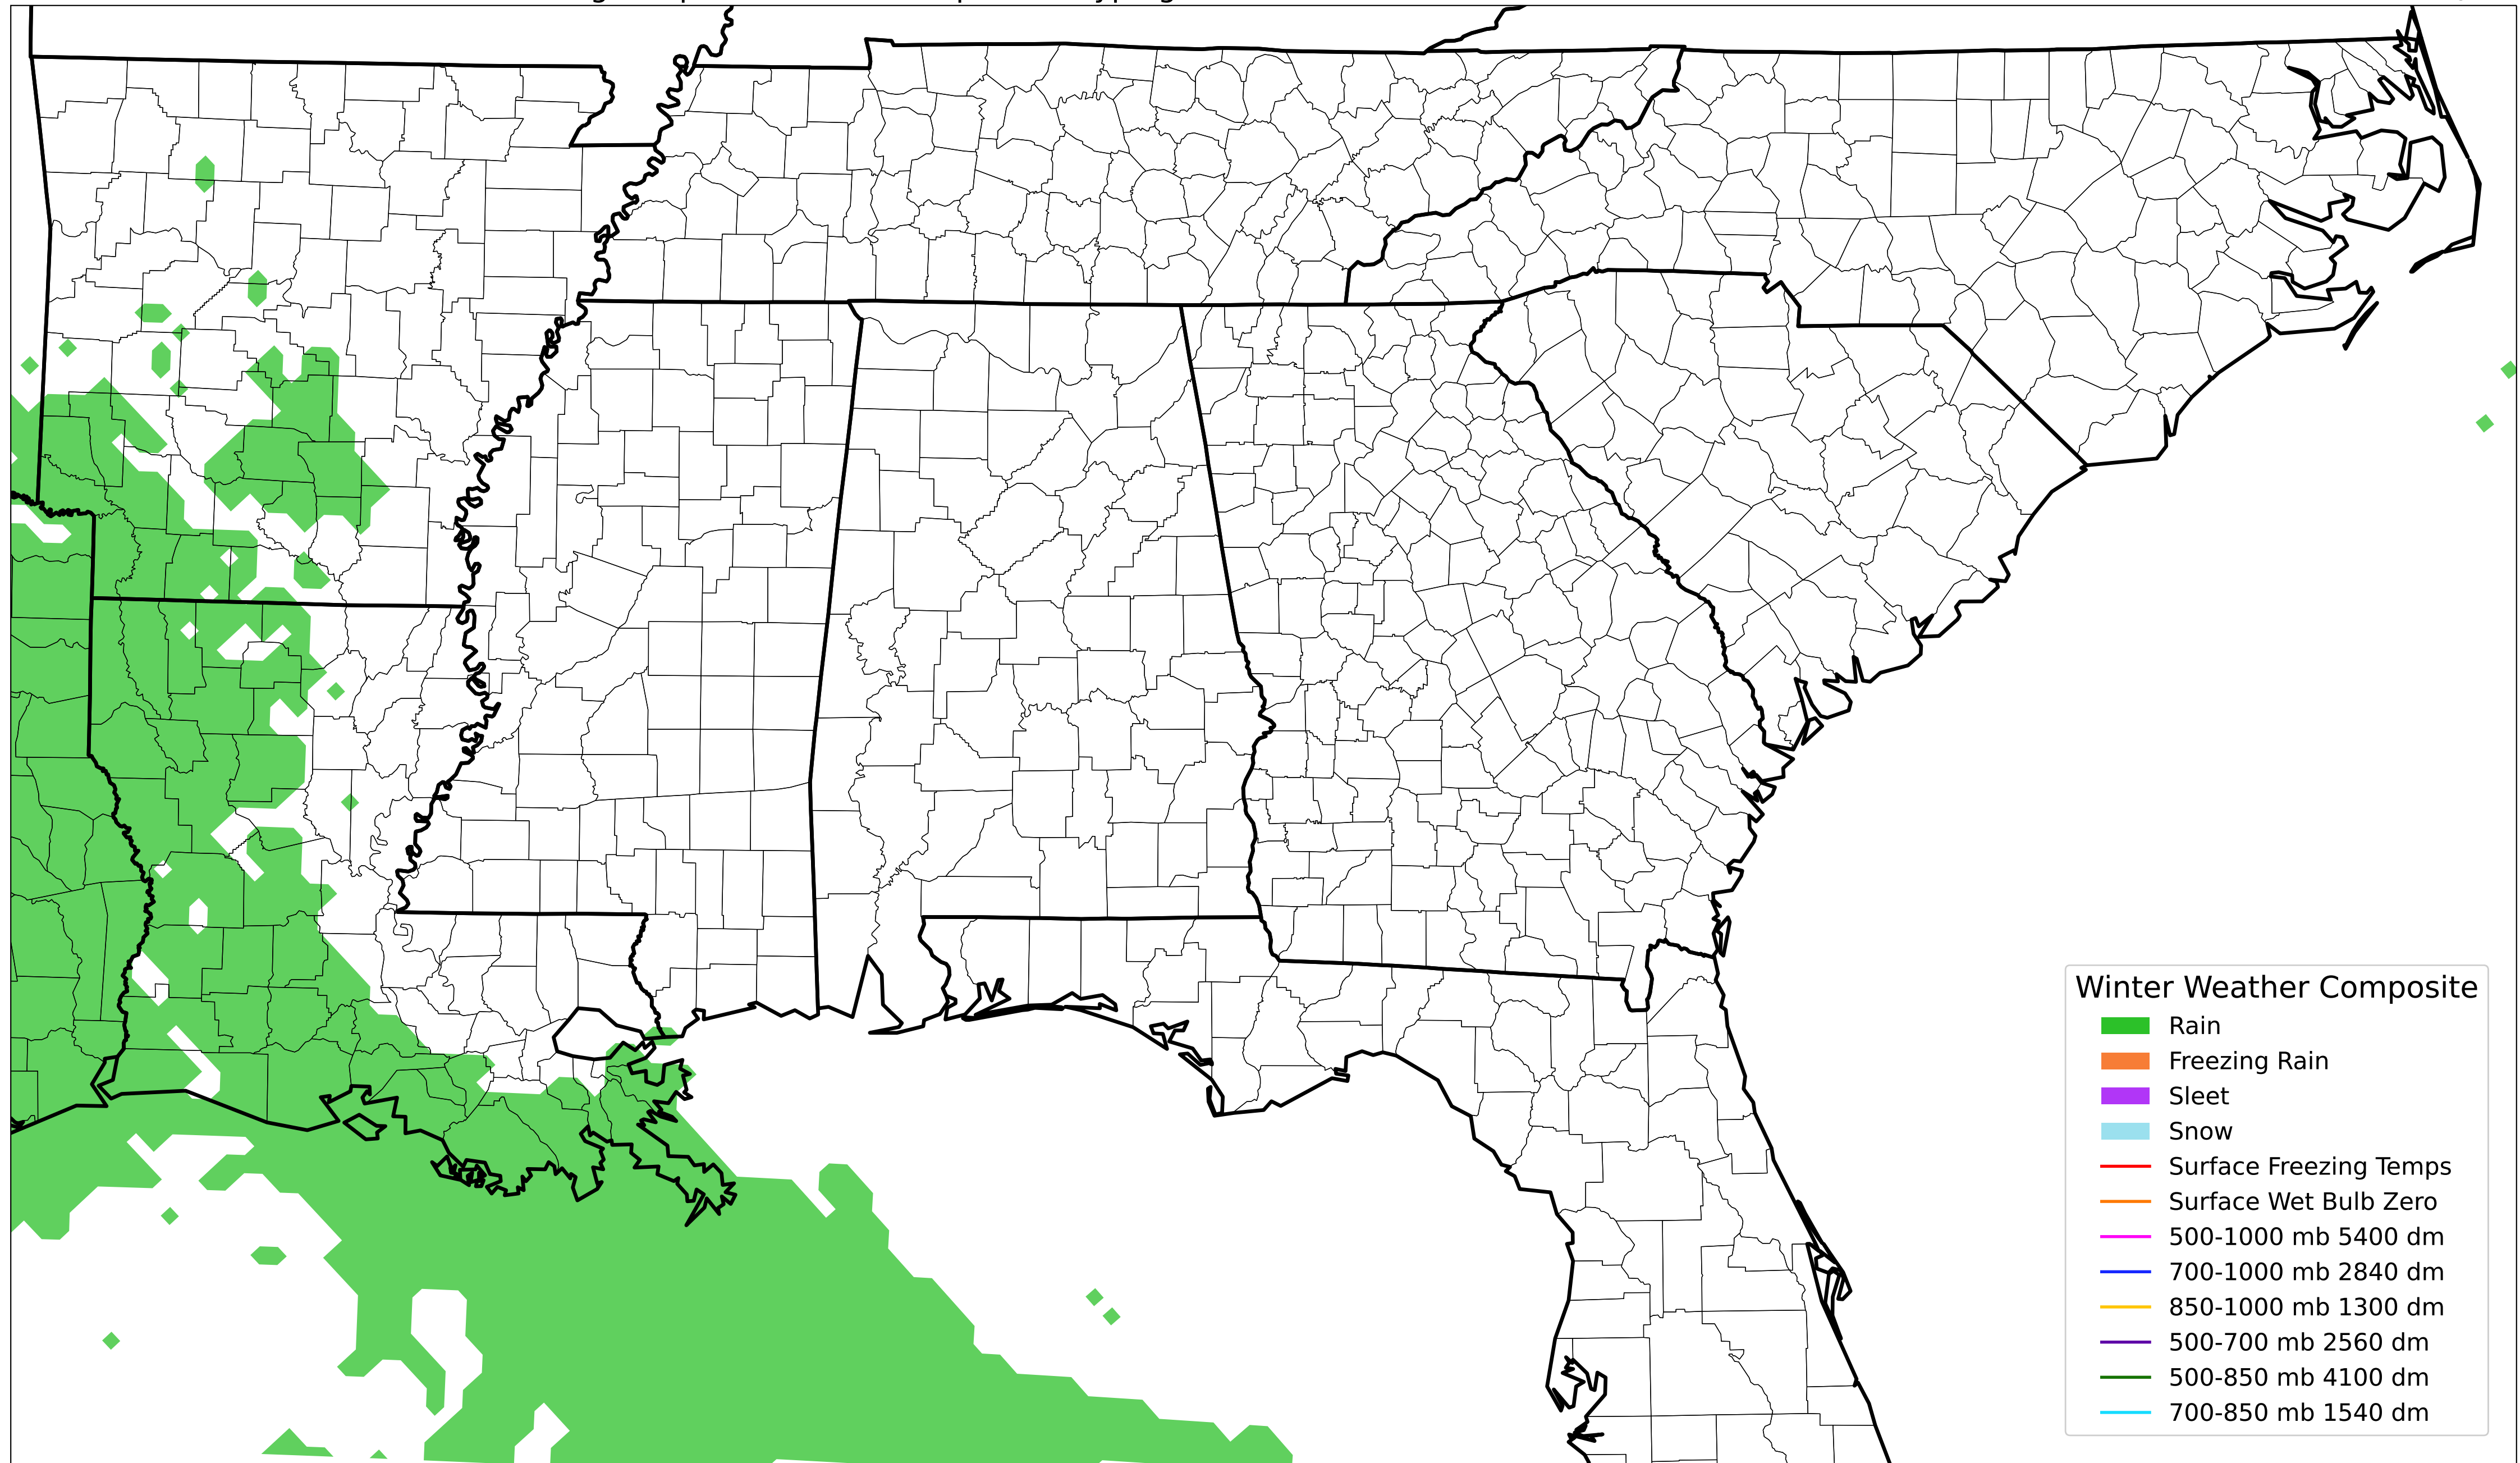 Winter Weather Composite
Rain
Freezing Rain
Sleet
Snow
Surface Freezing Temps
Surface Wet Bulb Zero
500-1000 mb 5400 dm
700-1000 mb 2840 dm
850-1000 mb 1300 dm
500-700 mb 2560 dm
500-850 mb 4100 dm
700-850 mb 1540 dm